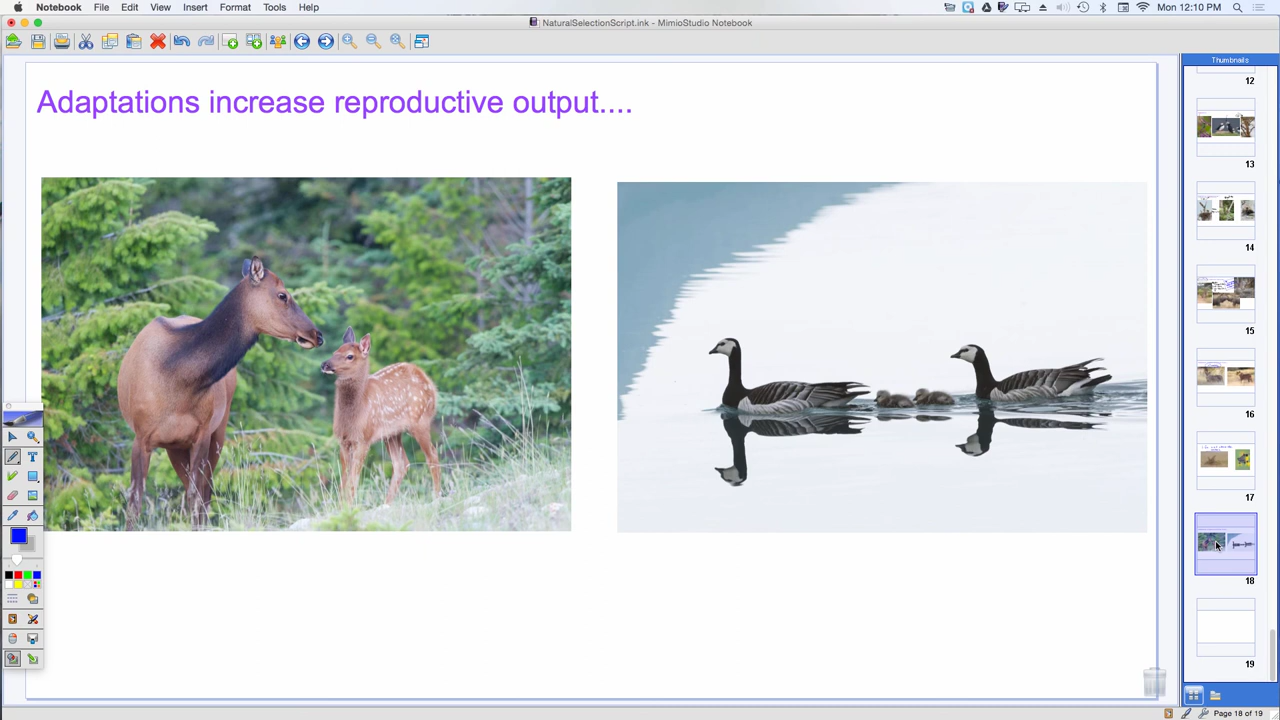 Notebook File Edit View Insert Format Tools Help Mon 12:10 PM
NaturalSelectionScript.ink - MimioStudio Notebook
Thumbnails
Adaptations increase reproductive output....
12
13
14
15
16
17
18
19
Page 18 of 19